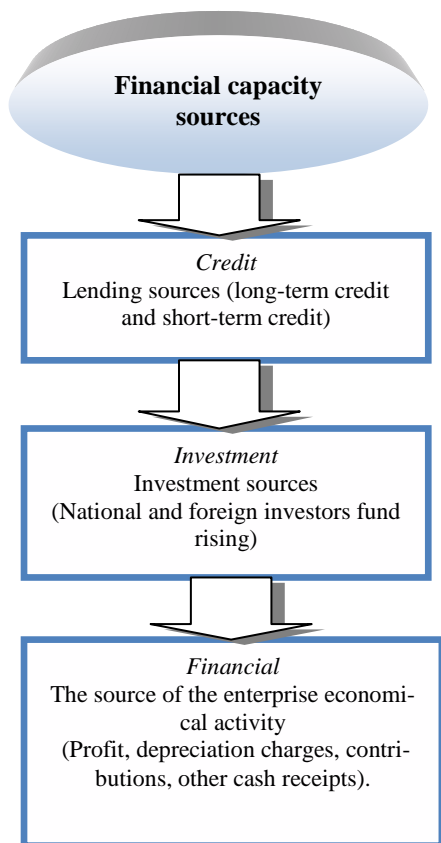 Financial capacity
sources
Credit
Lending sources (long-term credit
and short-term credit)
Investment
Investment sources
(National and foreign investors fund
rising)
Financial
The source of the enterprise economi-
cal activity
(Profit, depreciation charges, contri-
butions, other cash receipts).